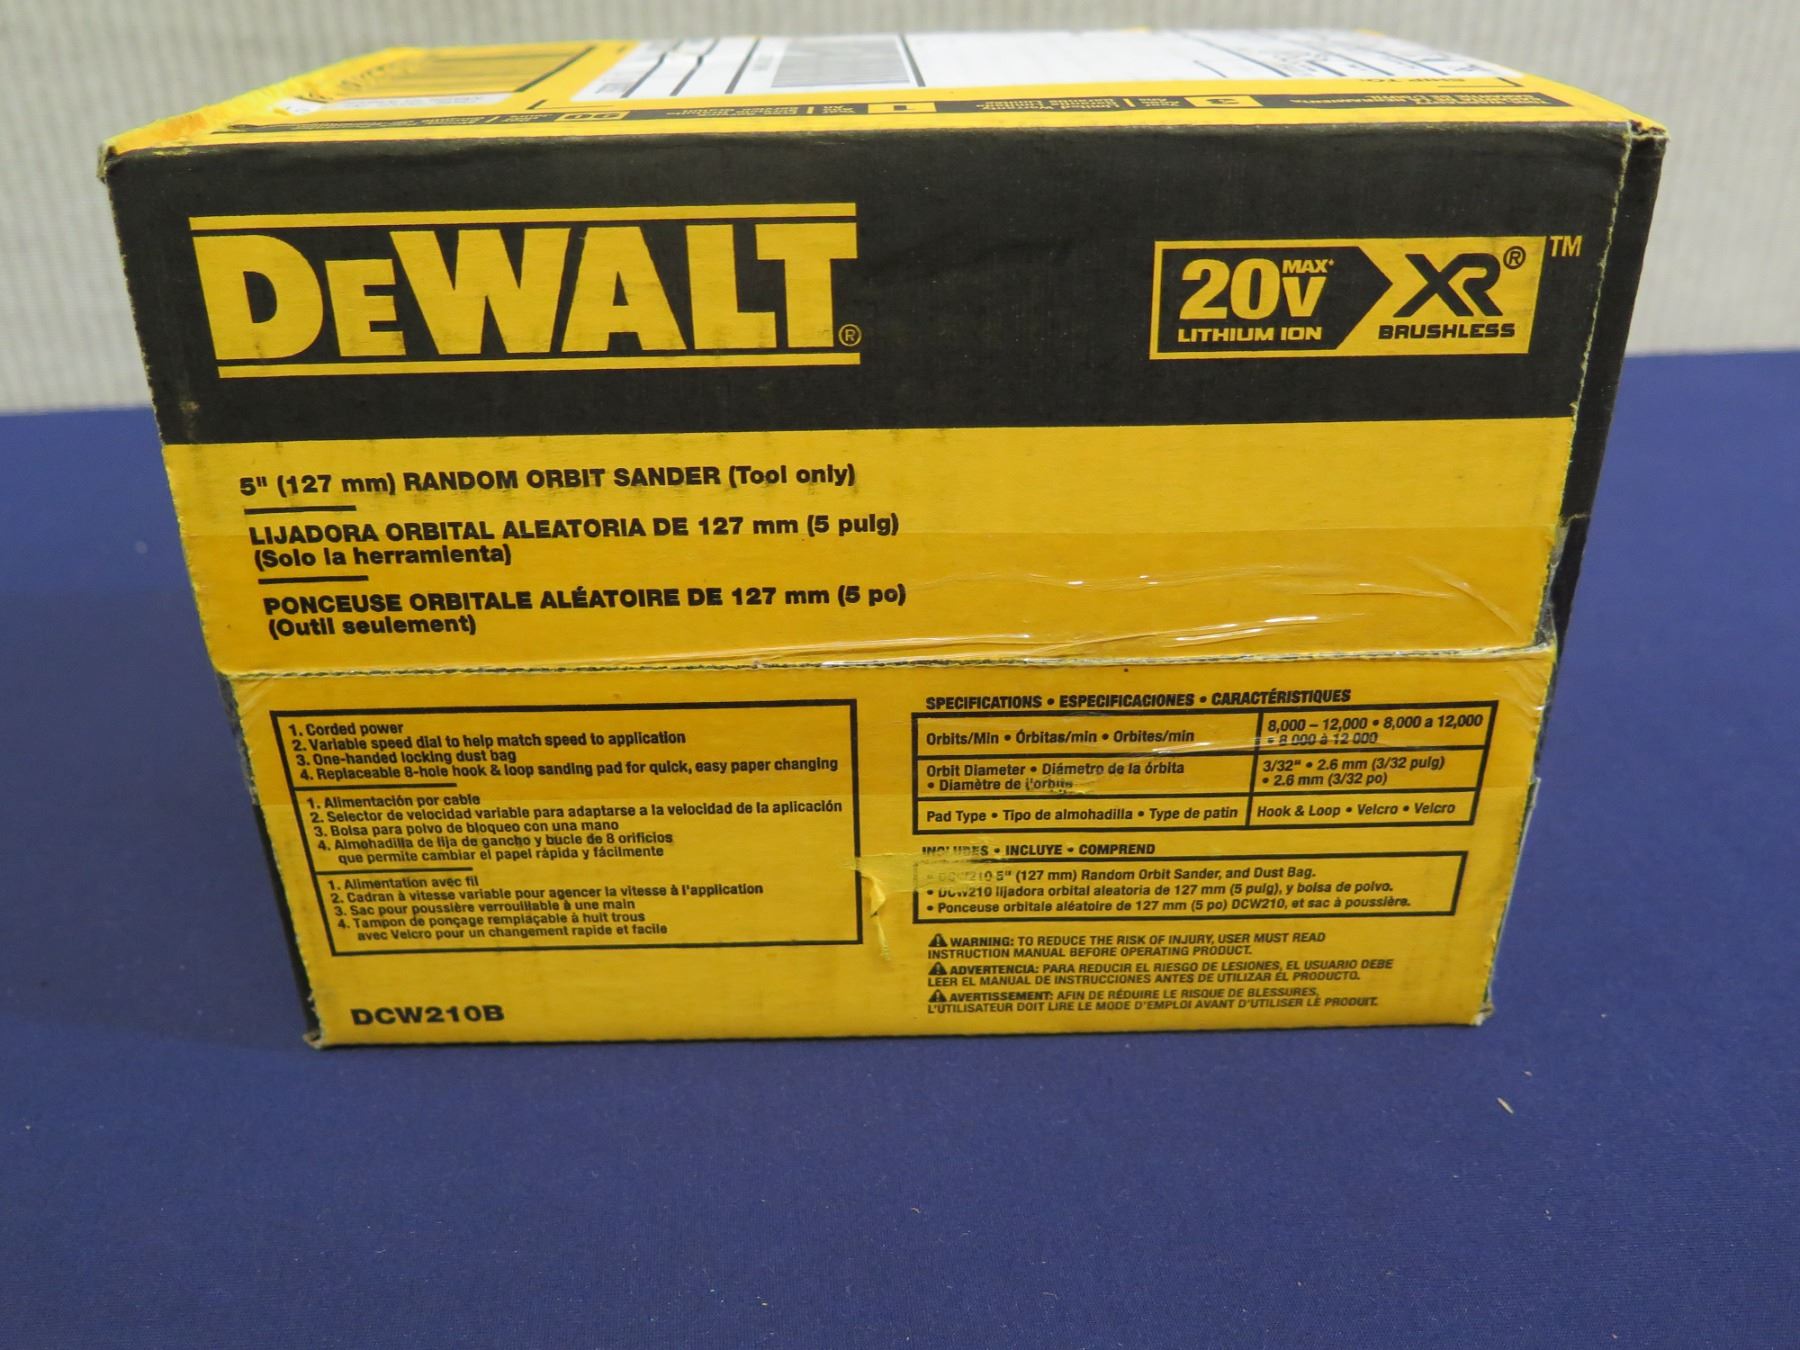 3
1
90
DEWALT®
20V MAX* XR® TM
LITHIUM ION BRUSHLESS
5" (127 mm) RANDOM ORBIT SANDER (Tool only)
LIJADORA ORBITAL ALEATORIA DE 127 mm (5 pulg)
(Solo la herramienta)
PONCEUSE ORBITALE ALÉATOIRE DE 127 mm (5 po)
(Outil seulement)
1. Corded power
2. Variable speed dial to help match speed to application
3. One-handed locking dust bag
4. Replaceable 8-hole hook & loop sanding pad for quick, easy paper changing
1. Alimentación por cable
2. Selector de velocidad variable para adaptarse a la velocidad de la aplicación
3. Bolsa para polvo de bloqueo con una mano
4. Almohadilla de lija de gancho y bucle de 8 orificios
que permite cambiar el papel rápida y fácilmente
1. Alimentation avec fil
2. Cadran à vitesse variable pour agencer la vitesse à l'application
3. Sac pour poussière verrouillable à une main
4. Tampon de ponçage remplaçable à huit trous
avec Velcro pour un changement rapide et facile
DCW210B
SPECIFICATIONS • ESPECIFICACIONES • CARACTÉRISTIQUES
Orbits/Min • Órbitas/min • Orbites/min
8,000 – 12,000 • 8,000 a 12,000
• 8 000 à 12 000
Orbit Diameter • Diámetro de la órbita
• Diamètre de l'orbite
3/32" • 2.6 mm (3/32 pulg)
• 2.6 mm (3/32 po)
Pad Type • Tipo de almohadilla • Type de patin
Hook & Loop • Velcro • Velcro
INCLUDES • INCLUYE • COMPREND
• DCW210 5" (127 mm) Random Orbit Sander, and Dust Bag.
• DCW210 lijadora orbital aleatoria de 127 mm (5 pulg), y bolsa de polvo.
• Ponceuse orbitale aléatoire de 127 mm (5 po) DCW210, et sac à poussière.
WARNING: TO REDUCE THE RISK OF INJURY, USER MUST READ
INSTRUCTION MANUAL BEFORE OPERATING PRODUCT.
ADVERTENCIA: PARA REDUCIR EL RIESGO DE LESIONES, EL USUARIO DEBE
LEER EL MANUAL DE INSTRUCCIONES ANTES DE UTILIZAR EL PRODUCTO.
AVERTISSEMENT: AFIN DE RÉDUIRE LE RISQUE DE BLESSURES,
L'UTILISATEUR DOIT LIRE LE MODE D'EMPLOI AVANT D'UTILISER LE PRODUIT.